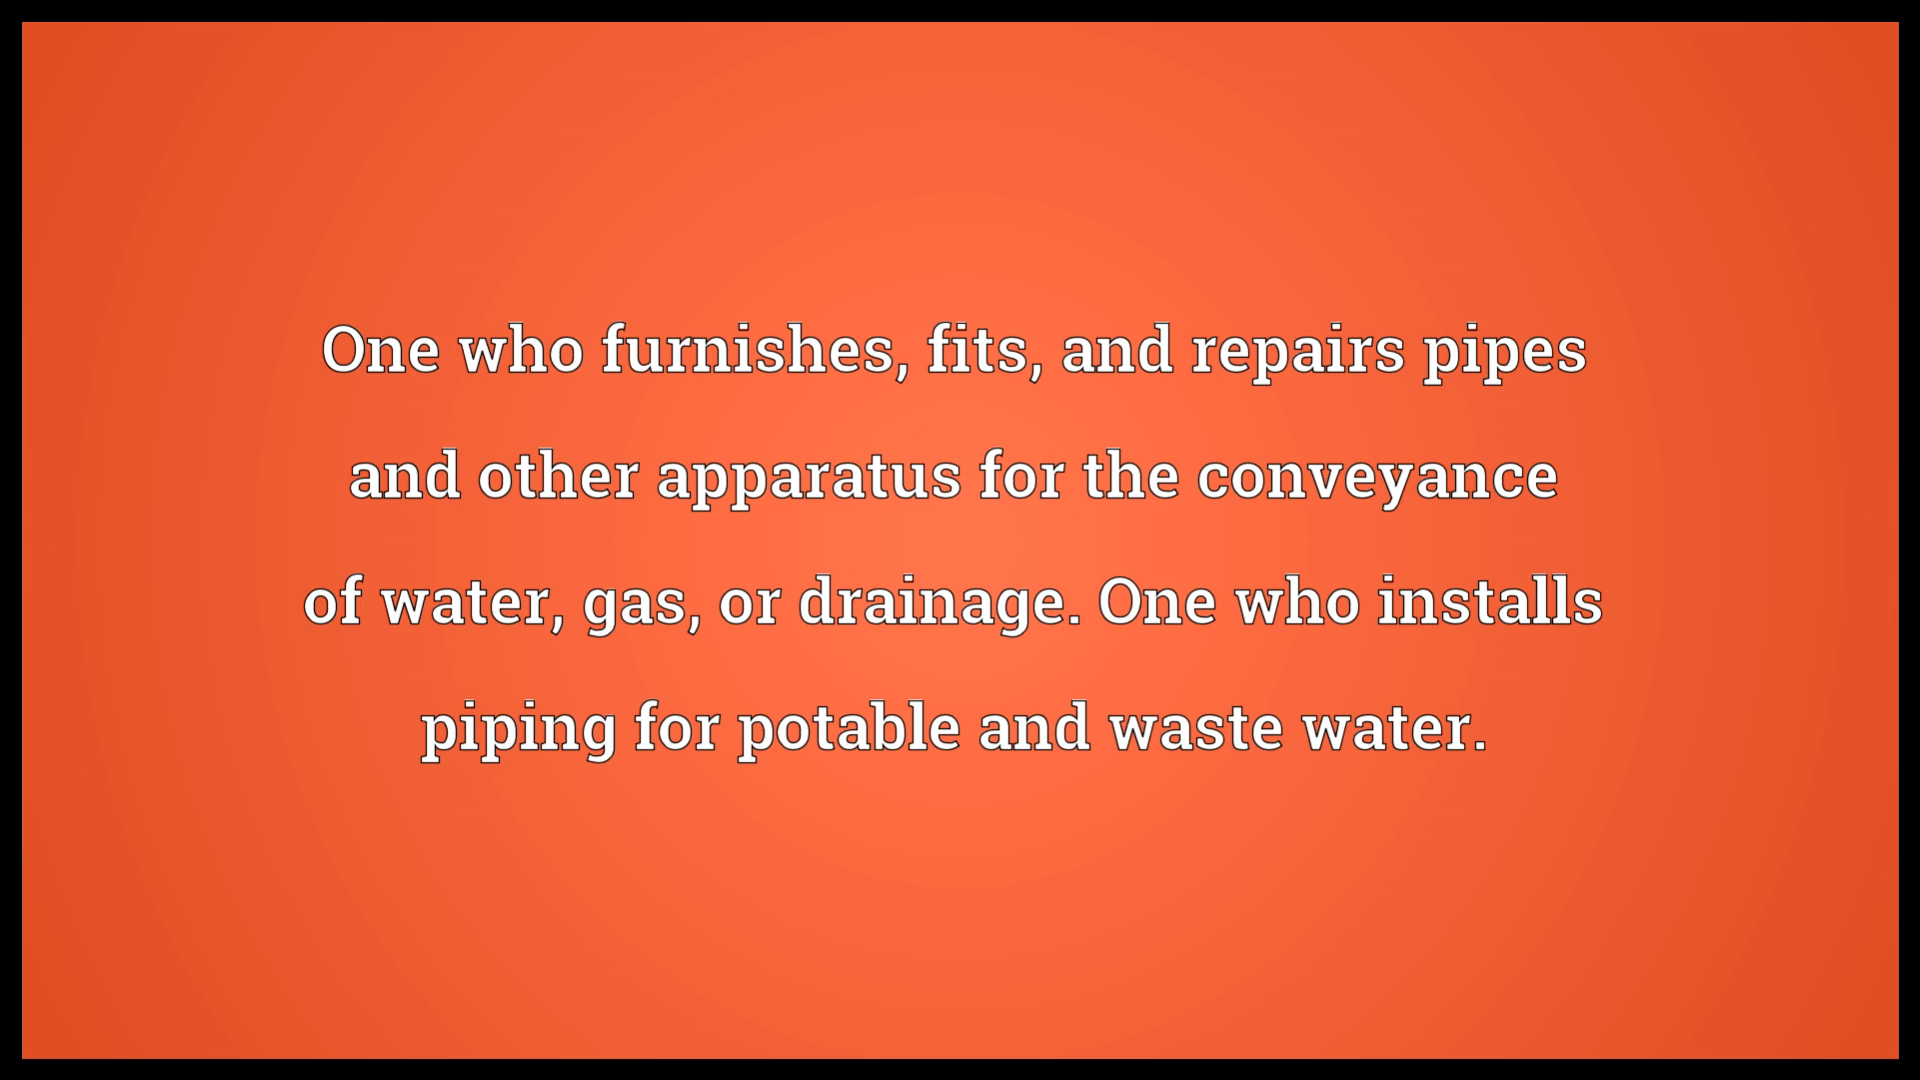 One who furnishes, fits, and repairs pipes
and other apparatus for the conveyance
of water, gas, or drainage. One who installs
piping for potable and waste water.